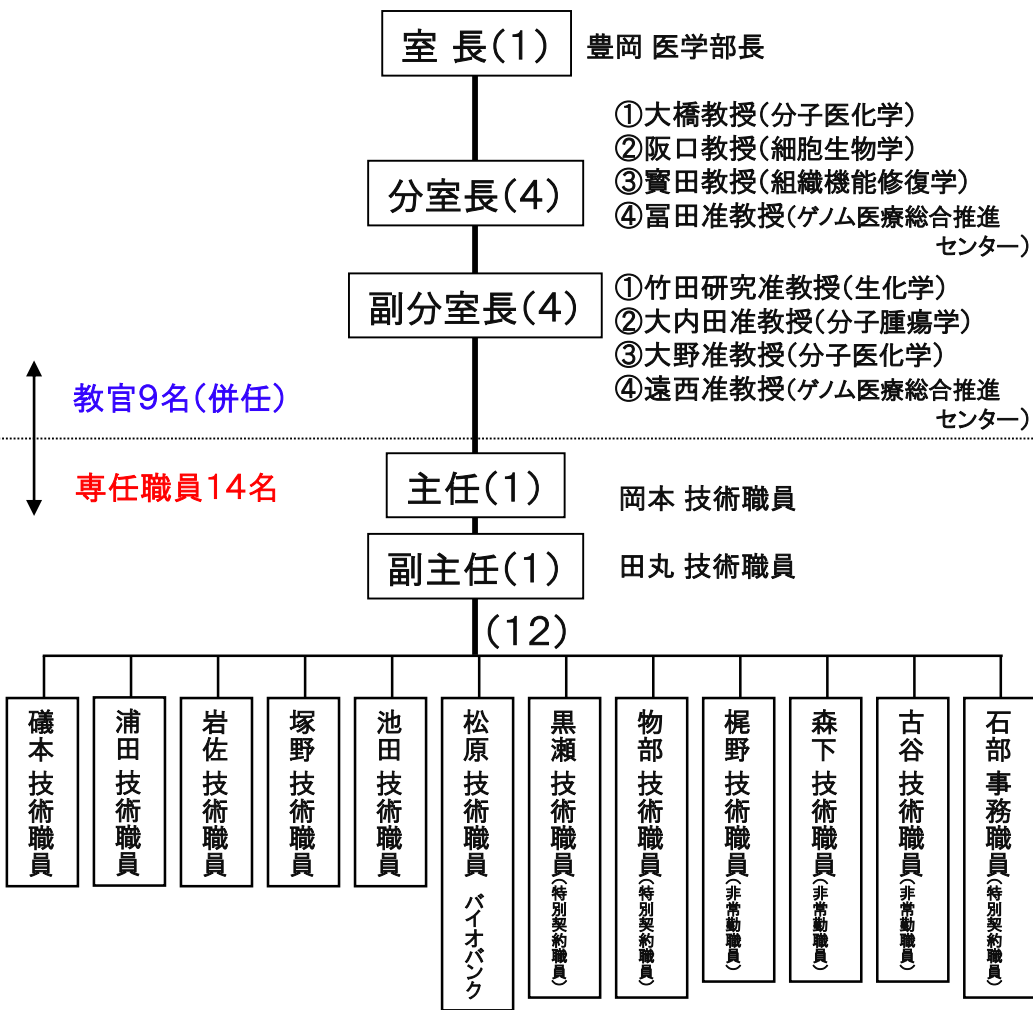 室 長(1)
豊岡 医学部長
①大橋教授(分子医化学)
②阪口教授(細胞生物学)
③寳田教授(組織機能修復学)
④冨田准教授(ゲノム医療総合推進
センター)
分室長(4)
①竹田研究准教授(生化学)
②大内田准教授(分子腫瘍学)
③大野准教授(分子医化学)
④遠西准教授(ゲノム医療総合推進
センター)
副分室長(4)
教官9名(併任)
専任職員14名
主任(1)
岡本 技術職員
副主任(1)
田丸 技術職員
(12)
礒本 技術職員
浦田 技術職員
岩佐 技術職員
塚野 技術職員
池田 技術職員
松原 技術職員 バイオバンク
黒瀬 技術職員(特別契約職員)
物部 技術職員(特別契約職員)
梶野 技術職員(非常勤職員)
森下 技術職員(非常勤職員)
古谷 技術職員(非常勤職員)
石部 事務職員(特別契約職員)